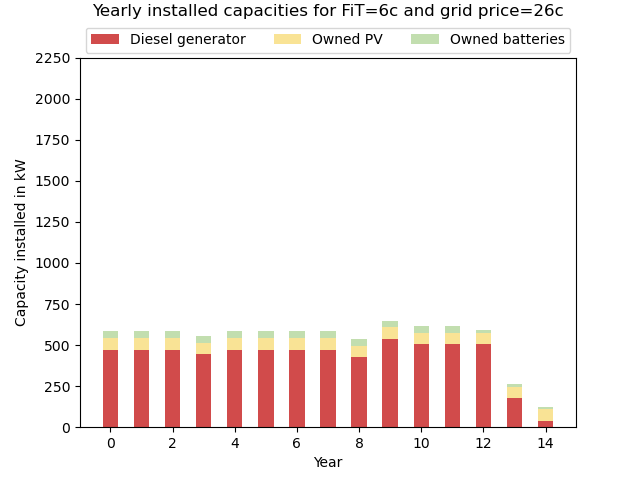 Yearly installed capacities for FiT=6c and grid price=26c
Diesel generator Owned PV Owned batteries
2250
2000
1750
1500
1250
1000
750
500
250
0
Capacity installed in kW
0 2 4 6 8 10 12 14
Year